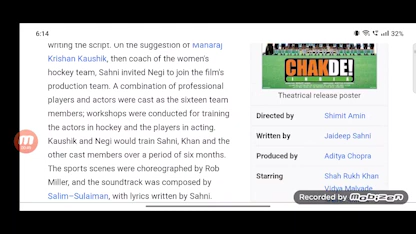 6:14
32%
writing the script. On the suggestion of Maharaj
Krishan Kaushik, then coach of the women's
hockey team, Sahni invited Negi to join the film's
production team. A combination of professional
players and actors were cast as the sixteen team
members; workshops were conducted for training
the actors in hockey and the players in acting.
Kaushik and Negi would train Sahni, Khan and the
other cast members over a period of six months.
The sports scenes were choreographed by Rob
Miller, and the soundtrack was composed by
Salim–Sulaiman, with lyrics written by Sahni.
CHAK DE!
Theatrical release poster
Directed by Shimit Amin
Written by Jaideep Sahni
Produced by Aditya Chopra
Starring Shah Rukh Khan
Vidya Malvade
Recorded by MobiZen